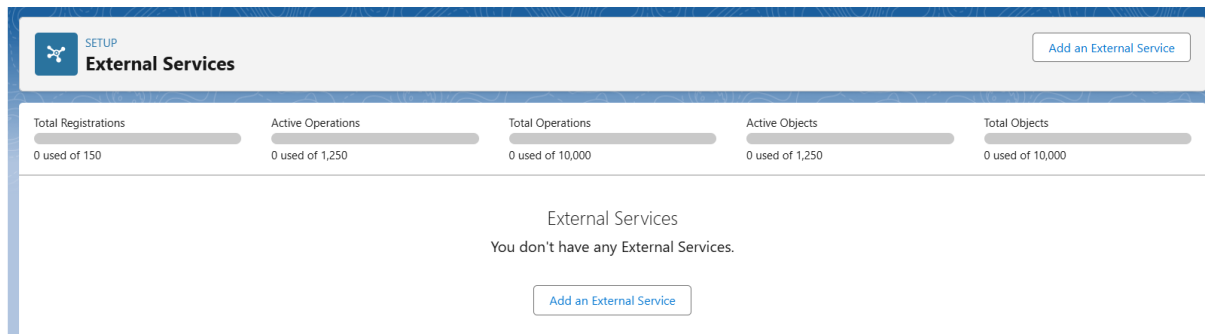 SETUP
External Services
Add an External Service
Total Registrations
0 used of 150
Active Operations
0 used of 1,250
Total Operations
0 used of 10,000
Active Objects
0 used of 1,250
Total Objects
0 used of 10,000
External Services
You don't have any External Services.
Add an External Service